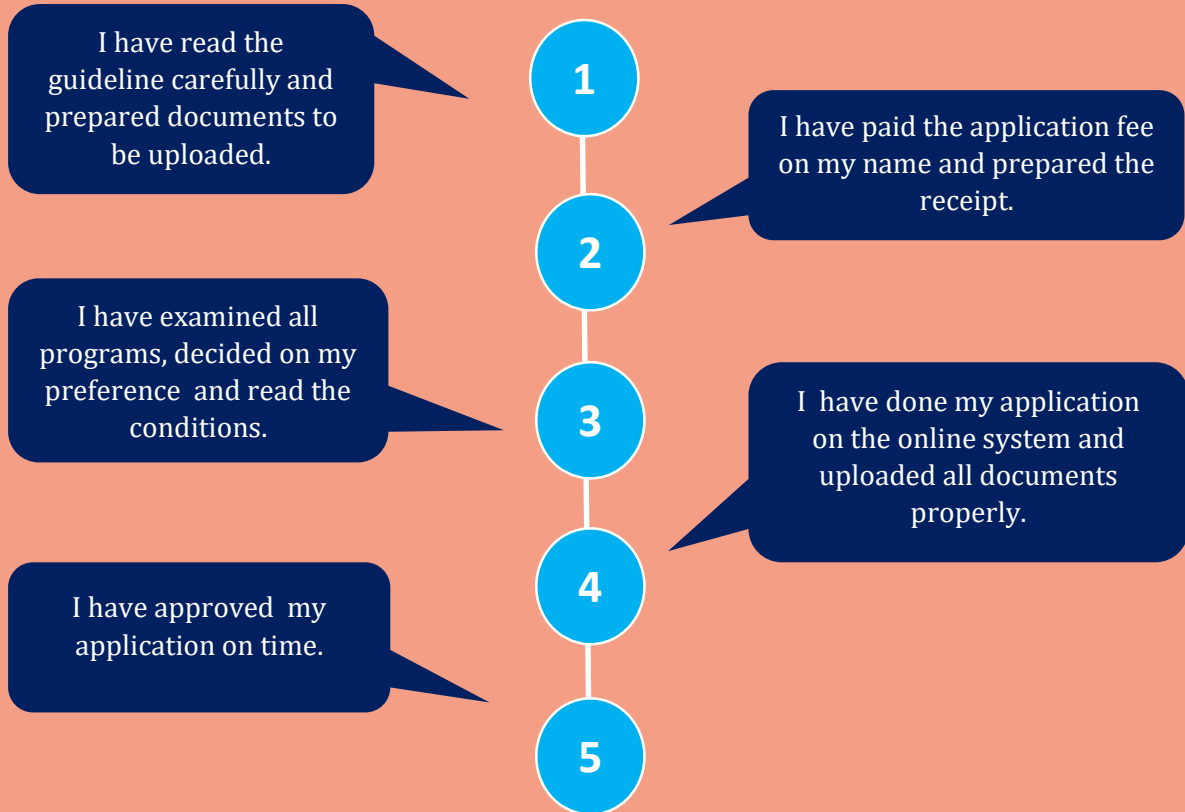 1
I have read the
guideline carefully and
prepared documents to
be uploaded.
2
I have paid the application fee
on my name and prepared the
receipt.
3
I have examined all
programs, decided on my
preference  and read the
conditions.
4
I  have done my application
on the online system and
uploaded all documents
properly.
5
I have approved  my
application on time.